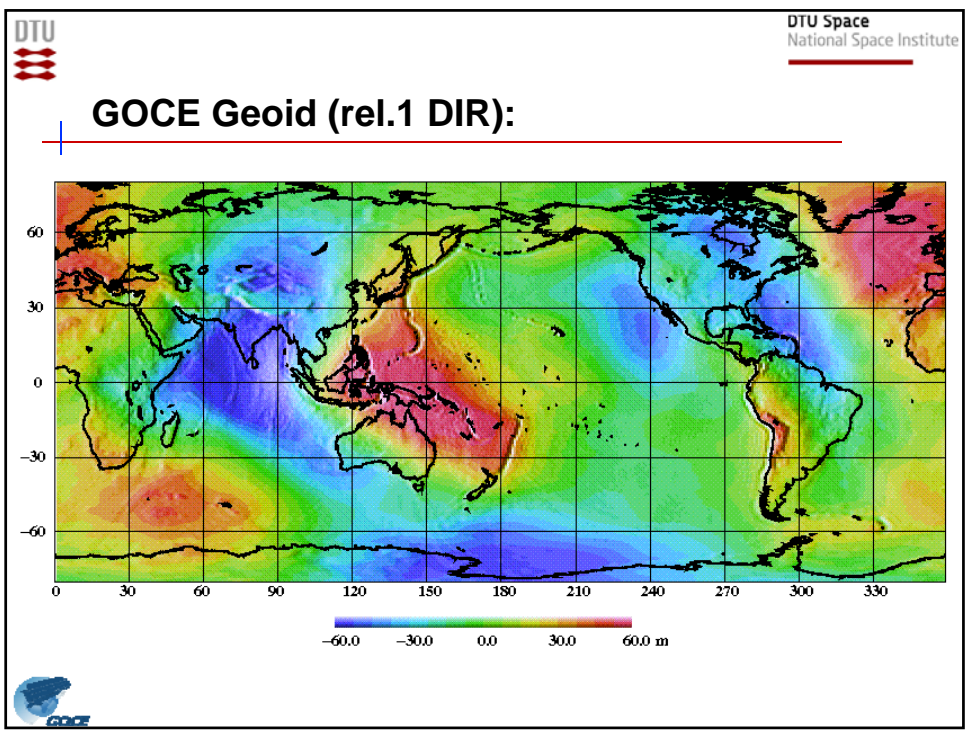 DTU
DTU Space
National Space Institute
GOCE Geoid (rel.1 DIR):
60
30
0
−30
−60
0 30 60 90 120 150 180 210 240 270 300 330
−60.0 −30.0 0.0 30.0 60.0 m
GOCE